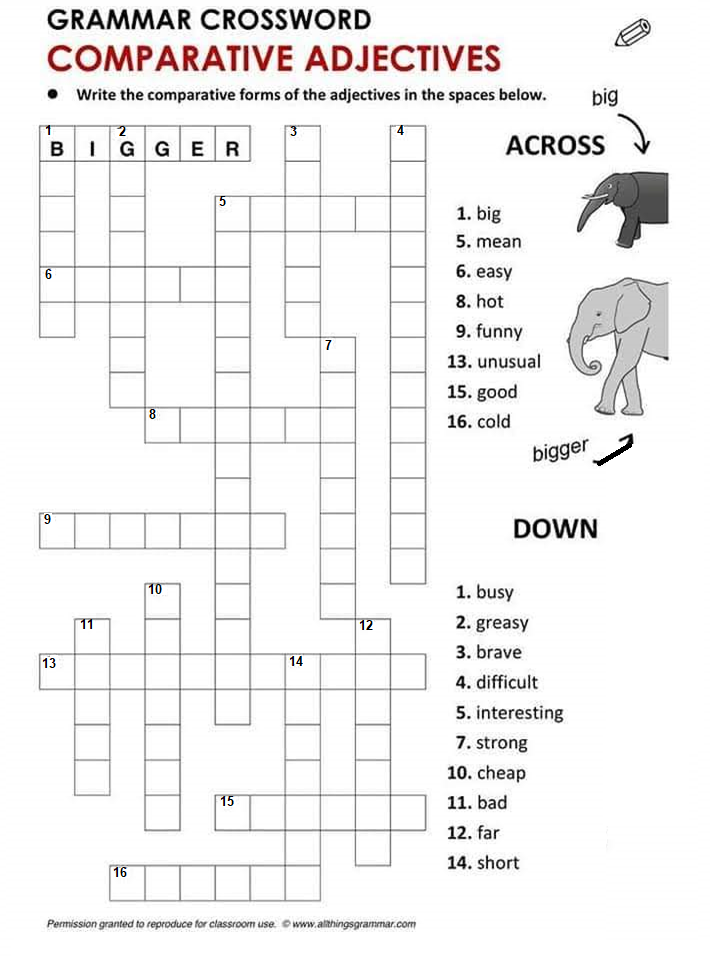 GRAMMAR CROSSWORD
COMPARATIVE ADJECTIVES
● Write the comparative forms of the adjectives in the spaces below.
big
1 2 3 4
B I G G E R
5
6
7
8
9
10
11 12
13 14
15
16
ACROSS
1. big
5. mean
6. easy
8. hot
9. funny
13. unusual
15. good
16. cold
bigger
DOWN
1. busy
2. greasy
3. brave
4. difficult
5. interesting
7. strong
10. cheap
11. bad
12. far
14. short
Permission granted to reproduce for classroom use. © www.allthingsgrammar.com